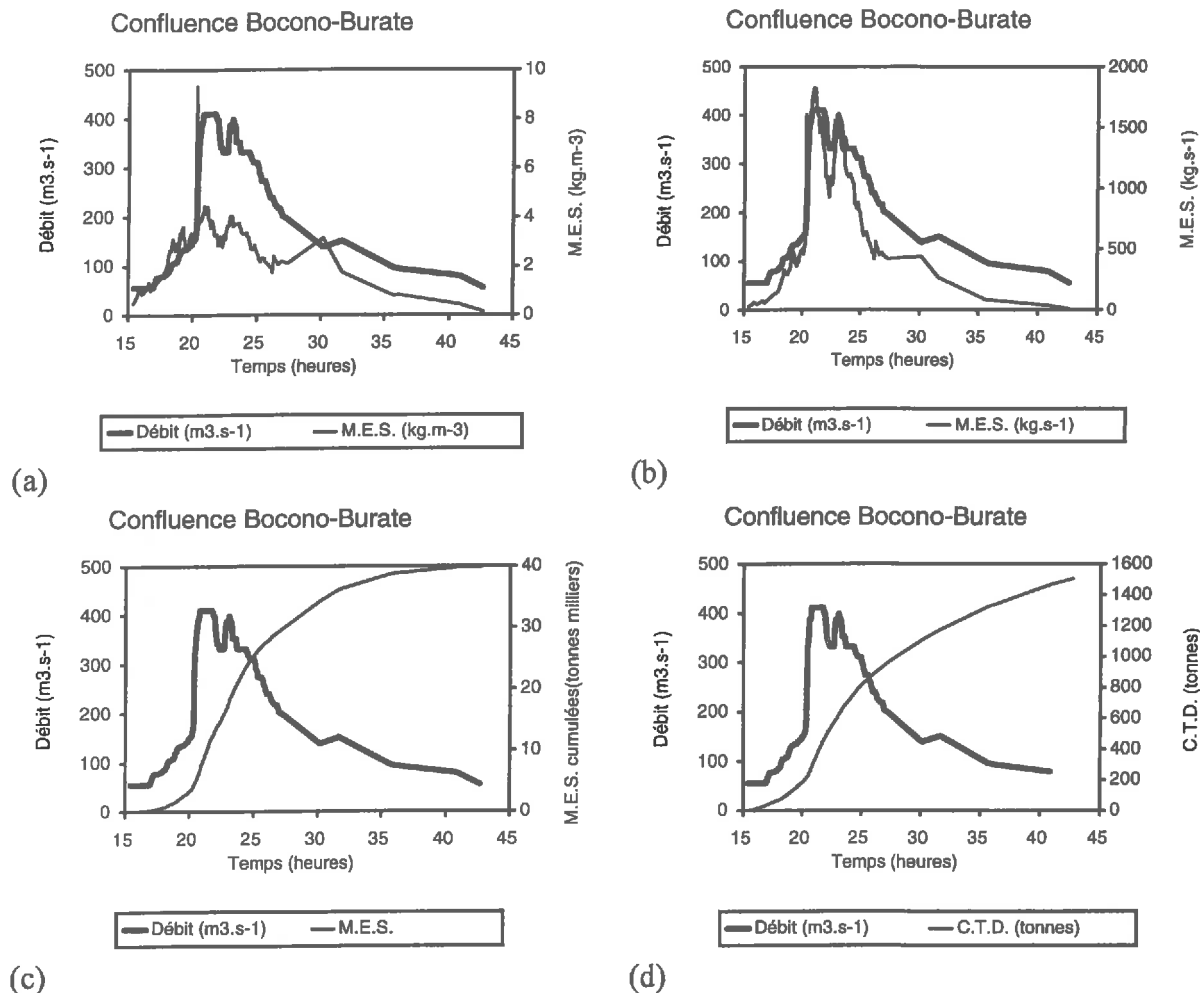 Confluence Bocono-Burate
500
400
300
200
100
0
Débit (m3.s-1)
10
8
6
4
2
0
M.E.S. (kg.m-3)
15 20 25 30 35 40 45
Temps (heures)
Débit (m3.s-1) M.E.S. (kg.m-3)
(a)
Confluence Bocono-Burate
500
400
300
200
100
0
Débit (m3.s-1)
2000
1500
1000
500
0
M.E.S. (kg.s-1)
15 20 25 30 35 40 45
Temps (heures)
Débit (m3.s-1) M.E.S. (kg.s-1)
(b)
Confluence Bocono-Burate
500
400
300
200
100
0
Débit (m3.s-1)
40
30
20
10
0
M.E.S. cumulées(tonnes milliers)
15 20 25 30 35 40 45
Temps (heures)
Débit (m3.s-1) M.E.S.
(c)
Confluence Bocono-Burate
500
400
300
200
100
0
Débit (m3.s-1)
1600
1400
1200
1000
800
600
400
200
0
C.T.D. (tonnes)
15 20 25 30 35 40 45
Temps (heures)
Débit (m3.s-1) C.T.D. (tonnes)
(d)